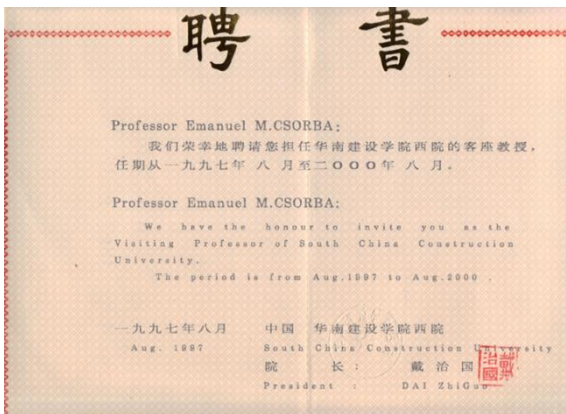 聘 書
Professor Emanuel M.CSORBA:
我们荣幸地聘请您担任华南建设学院西院的客座教授，
任期从一九九七年 八 月至二〇〇〇年 八 月。
Professor Emanuel M.CSORBA:
We have the honour to invite you as the
Visiting Professor of South China Construction
University.
The period is from Aug.1997 to Aug.2000 .
一九九七年八月 中国 华南建设学院西院
Aug. 1997 South China Construction University
院 长： 戴治国
President : DAI ZhiGuo